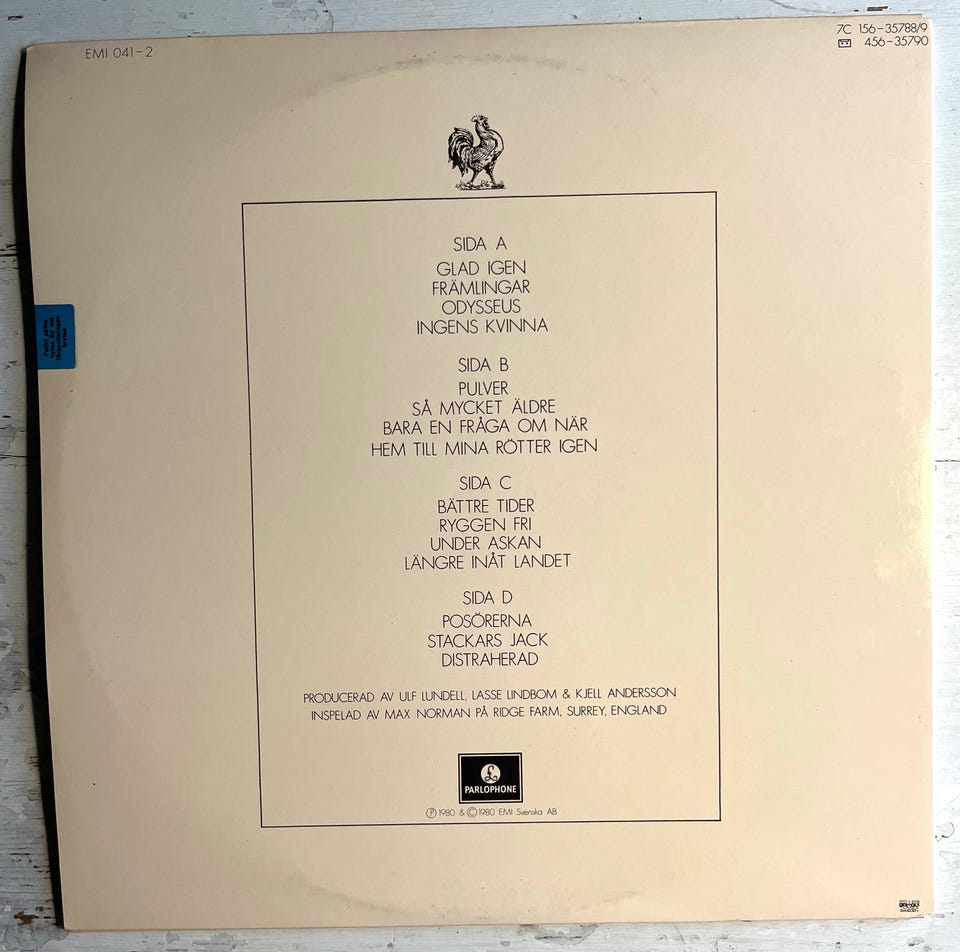 EMI 041-2
7C 156-35788/9
456-35790
SIDA A
GLAD IGEN
FRÄMLINGAR
ODYSSEUS
INGENS KVINNA
SIDA B
PULVER
SÅ MYCKET ÄLDRE
BARA EN FRÅGA OM NÄR
HEM TILL MINA RÖTTER IGEN
SIDA C
BÄTTRE TIDER
RYGGEN FRI
UNDER ASKAN
LÄNGRE INÅT LANDET
SIDA D
POSÖRERNA
STACKARS JACK
DISTRAHERAD
PRODUCERAD AV ULF LUNDELL, LASSE LINDBOM & KJELL ANDERSSON
INSPELAD AV MAX NORMAN PÅ RIDGE FARM, SURREY, ENGLAND
£
PARLOPHONE
Ⓟ 1980 & © 1980 EMI Svenska AB